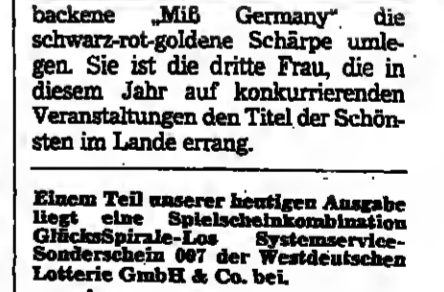 backene „Miß Germany" die
schwarz-rot-goldene Schärpe umle-
gen. Sie ist die dritte Frau, die in
diesem Jahr auf konkurrierenden
Veranstaltungen den Titel der Schön-
sten im Lande errang.
Einem Teil unserer heutigen Ausgabe
liegt eine Spielscheinkombination
GlücksSpirale-Los Systemservice-
Sonderschein 007 der Westdeutschen
Lotterie GmbH & Co. bei.